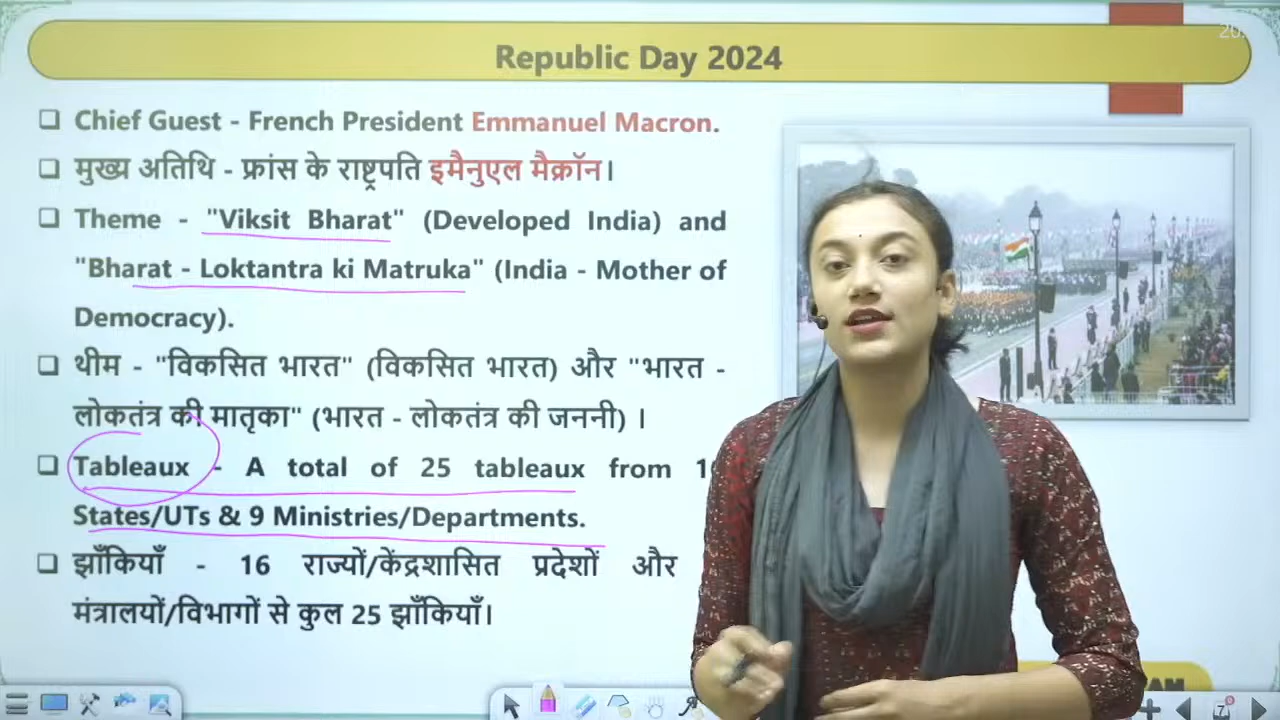 Republic Day 2024
Chief Guest - French President Emmanuel Macron.
मुख्य अतिथि - फ्रांस के राष्ट्रपति इमैनुएल मैक्रॉन।
Theme - "Viksit Bharat" (Developed India) and
"Bharat - Loktantra ki Matruka" (India - Mother of
Democracy).
थीम - "विकसित भारत" (विकसित भारत) और "भारत -
लोकतंत्र की मातृका" (भारत - लोकतंत्र की जननी) ।
Tableaux - A total of 25 tableaux from
States/UTs & 9 Ministries/Departments.
झाँकियाँ - 16 राज्यों/केंद्रशासित प्रदेशों और
मंत्रालयों/विभागों से कुल 25 झाँकियाँ।